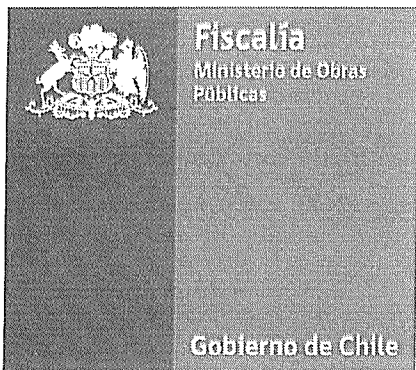 Fiscalía
Ministerio de Obras
Públicas
Gobierno de Chile